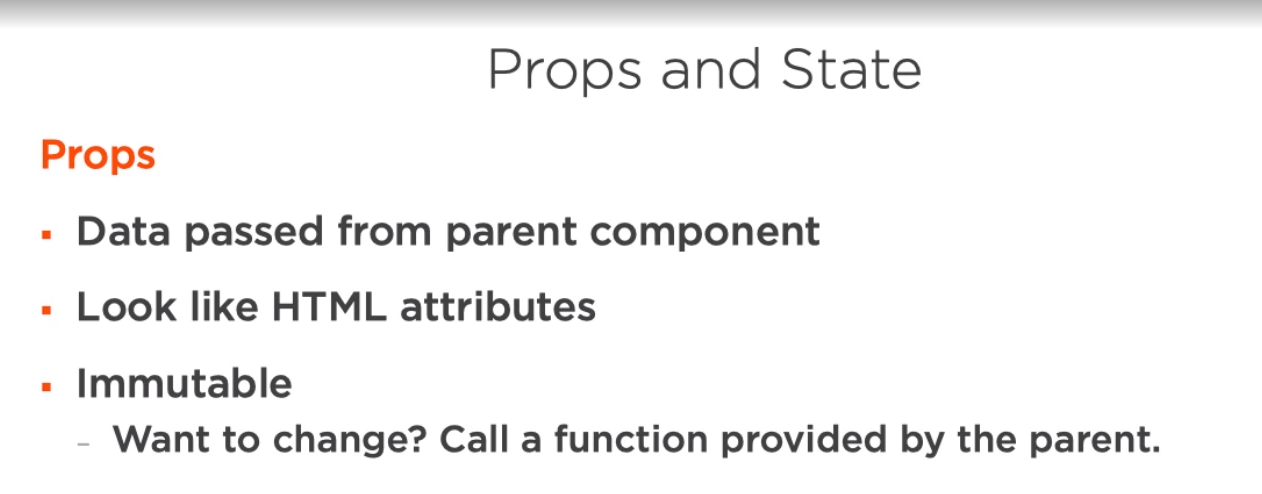 Props and State
Props
▪ Data passed from parent component
▪ Look like HTML attributes
▪ Immutable
– Want to change? Call a function provided by the parent.